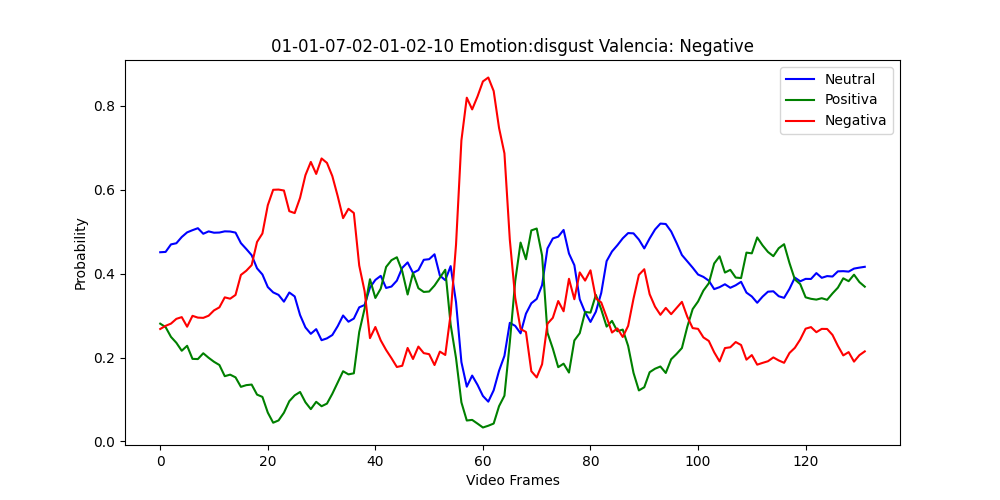 01-01-07-02-01-02-10 Emotion:disgust Valencia: Negative
Neutral
Positiva
Negativa
Probability
0.8
0.6
0.4
0.2
0.0
0 20 40 60 80 100 120
Video Frames